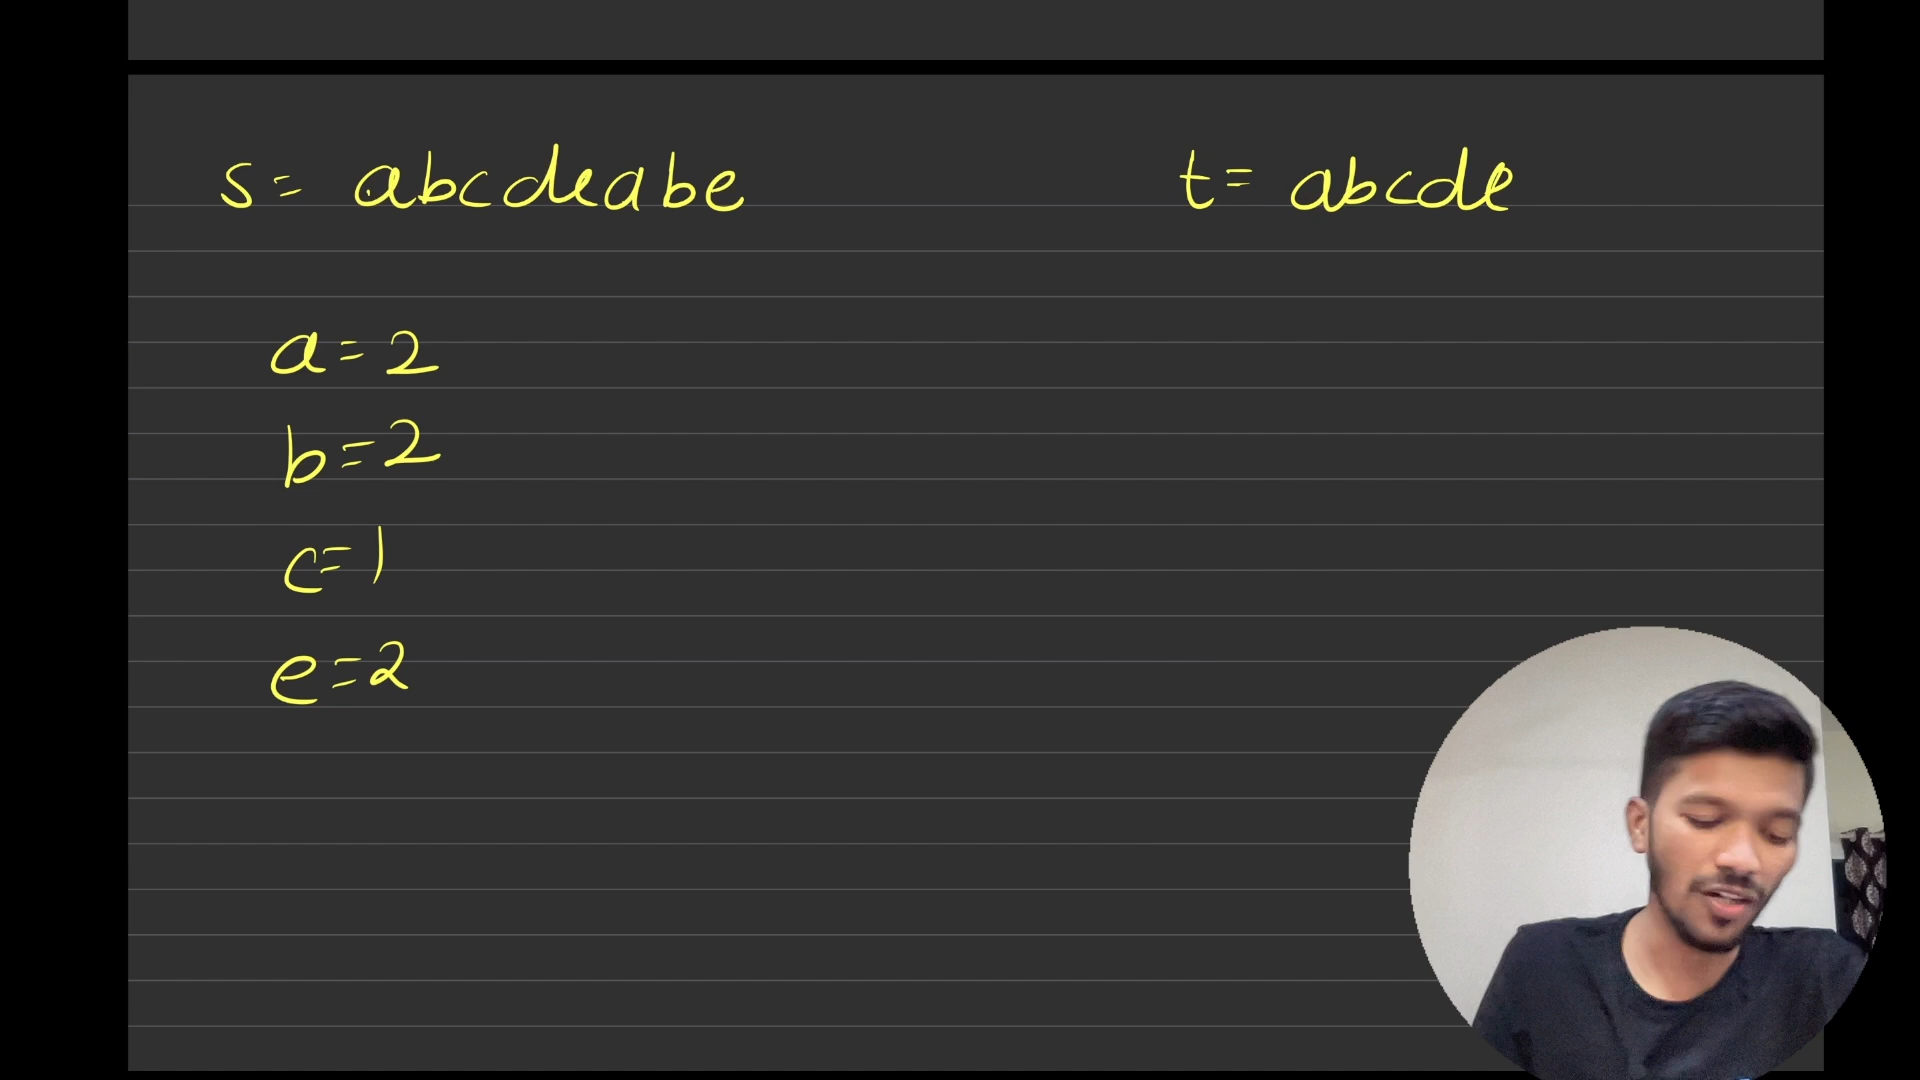 s= abcdeabe
t= abcde
a=2
b=2
c=1
e=2